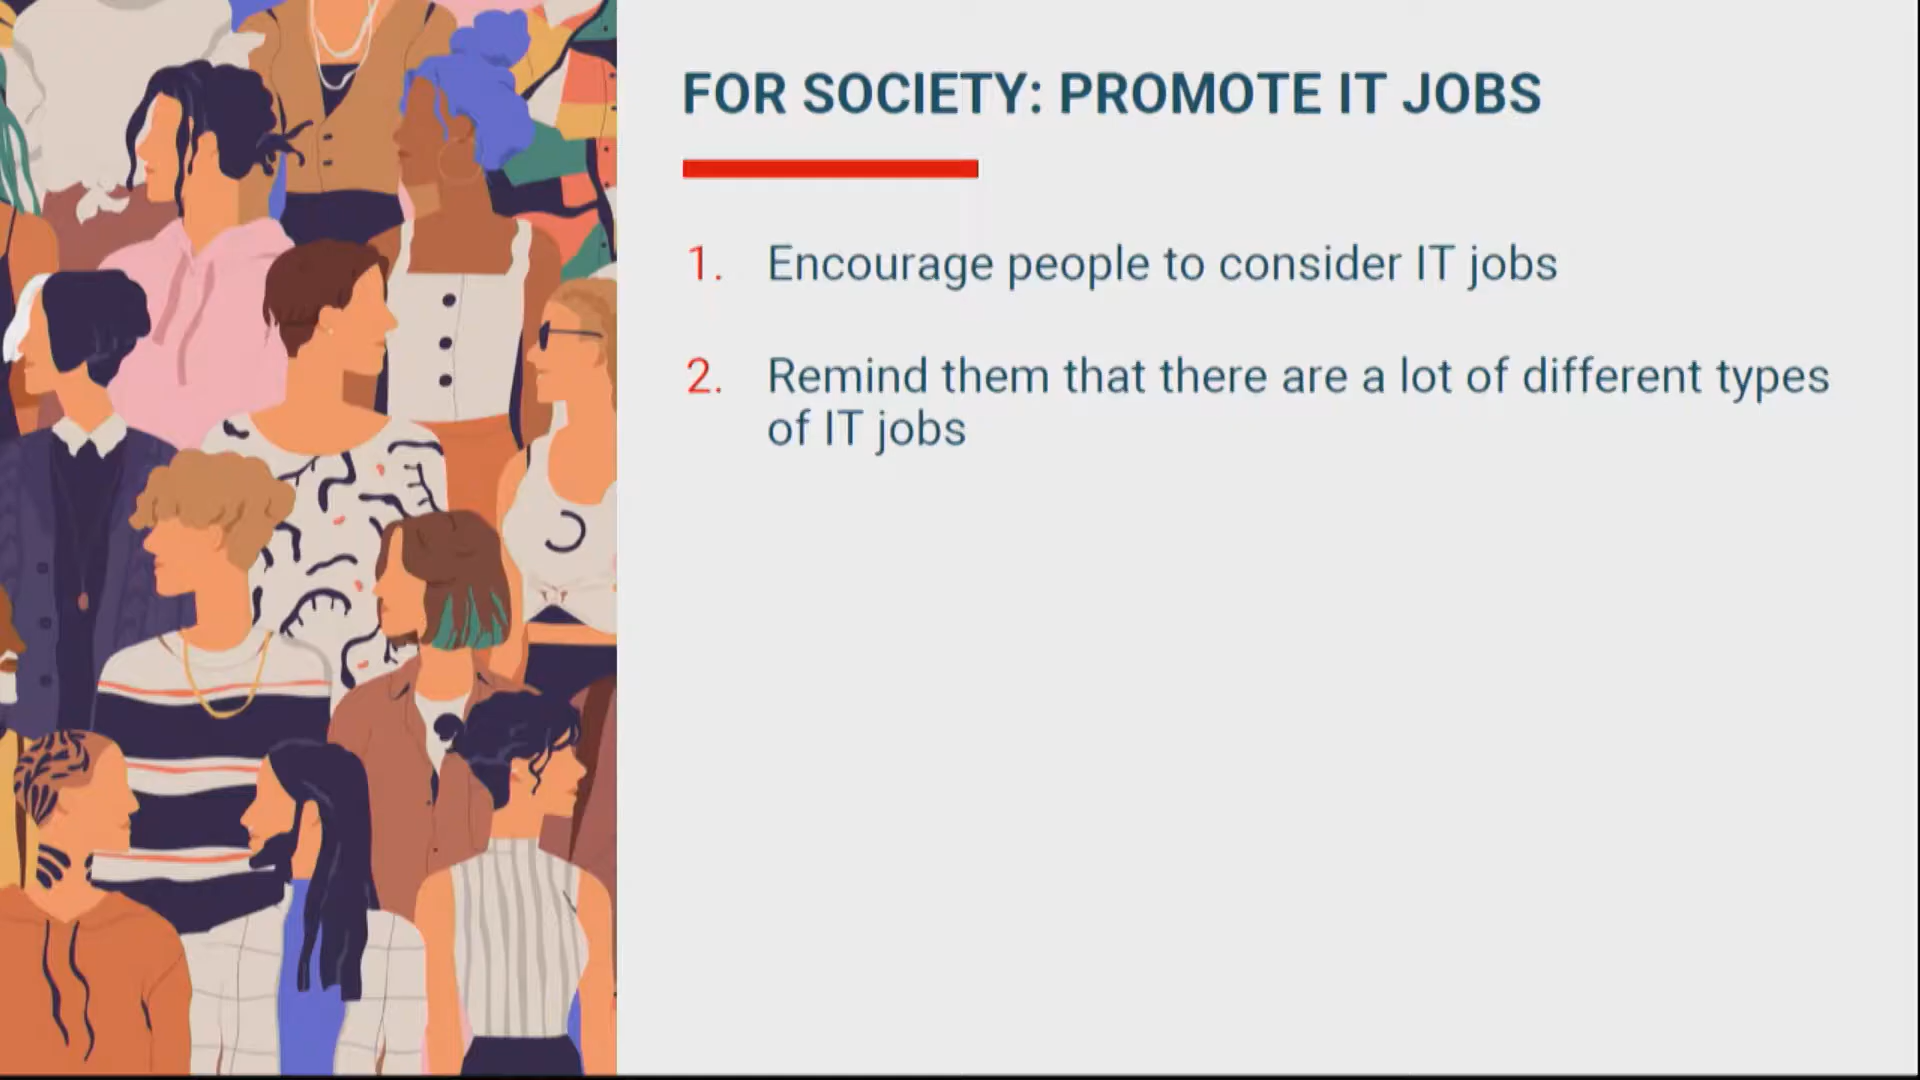 FOR SOCIETY: PROMOTE IT JOBS
1. Encourage people to consider IT jobs
2. Remind them that there are a lot of different types
of IT jobs